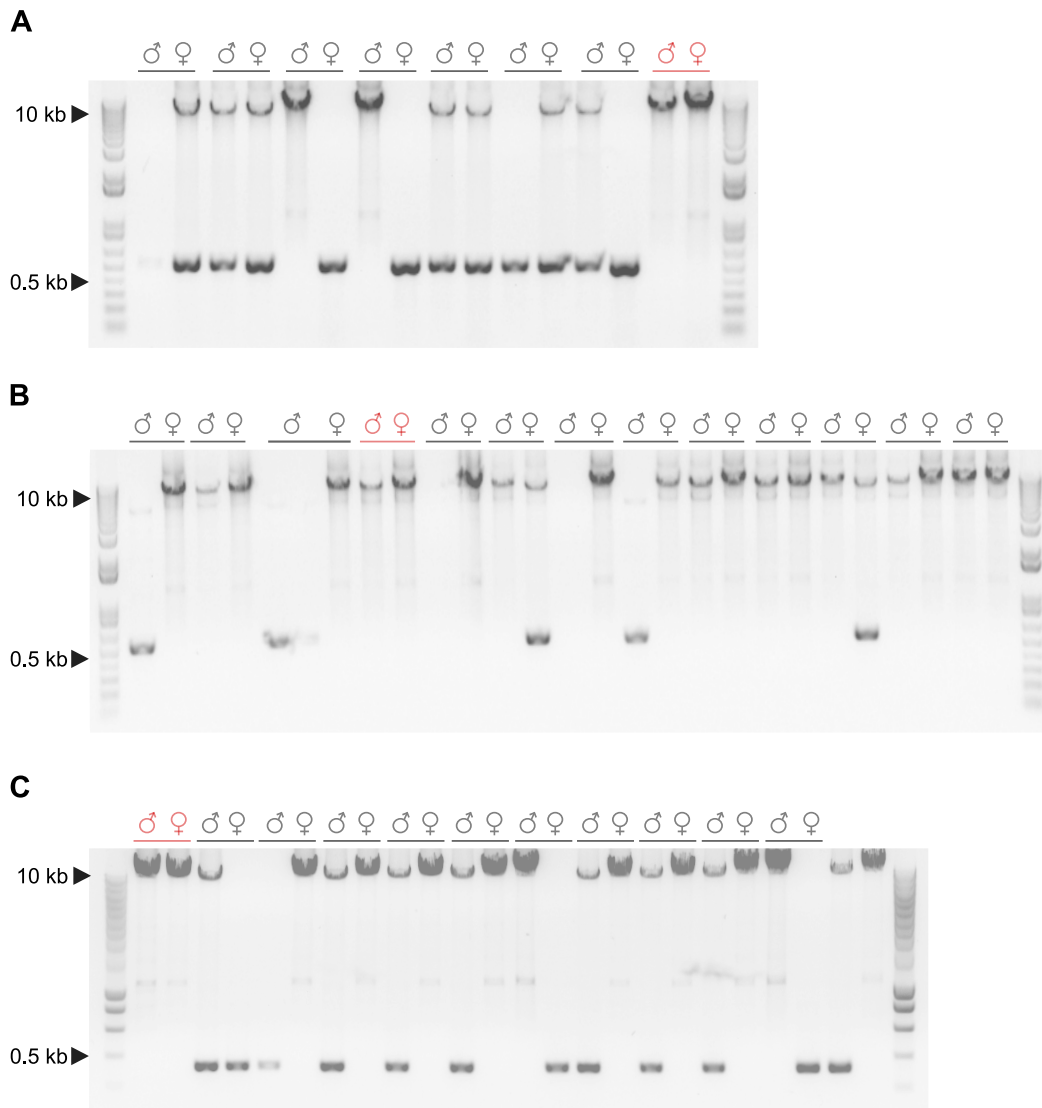 A
♂ ♀ ♂ ♀ ♂ ♀ ♂ ♀ ♂ ♀ ♂ ♀ ♂ ♀ ♂ ♀
10 kb
0.5 kb
B
♂ ♀ ♂ ♀ ♂ ♀ ♂ ♀ ♂ ♀ ♂ ♀ ♂ ♀ ♂ ♀ ♂ ♀ ♂ ♀ ♂ ♀ ♂ ♀ ♂ ♀
10 kb
0.5 kb
C
♂ ♀ ♂ ♀ ♂ ♀ ♂ ♀ ♂ ♀ ♂ ♀ ♂ ♀ ♂ ♀ ♂ ♀ ♂ ♀ ♂ ♀
10 kb
0.5 kb